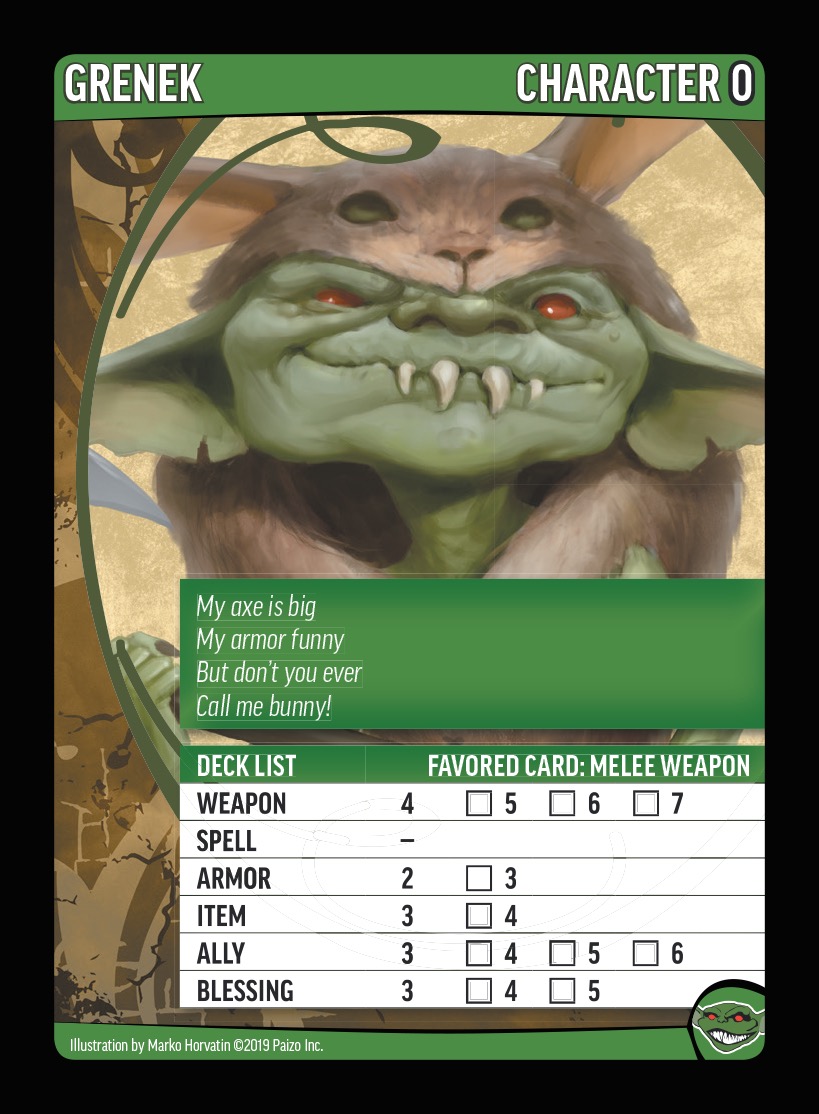 GRENEK CHARACTER 0
My axe is big
My armor funny
But don't you ever
Call me bunny!
DECK LIST FAVORED CARD: MELEE WEAPON
WEAPON 4 5 6 7
SPELL –
ARMOR 2 3
ITEM 3 4
ALLY 3 4 5 6
BLESSING 3 4 5
Illustration by Marko Horvatin ©2019 Paizo Inc.